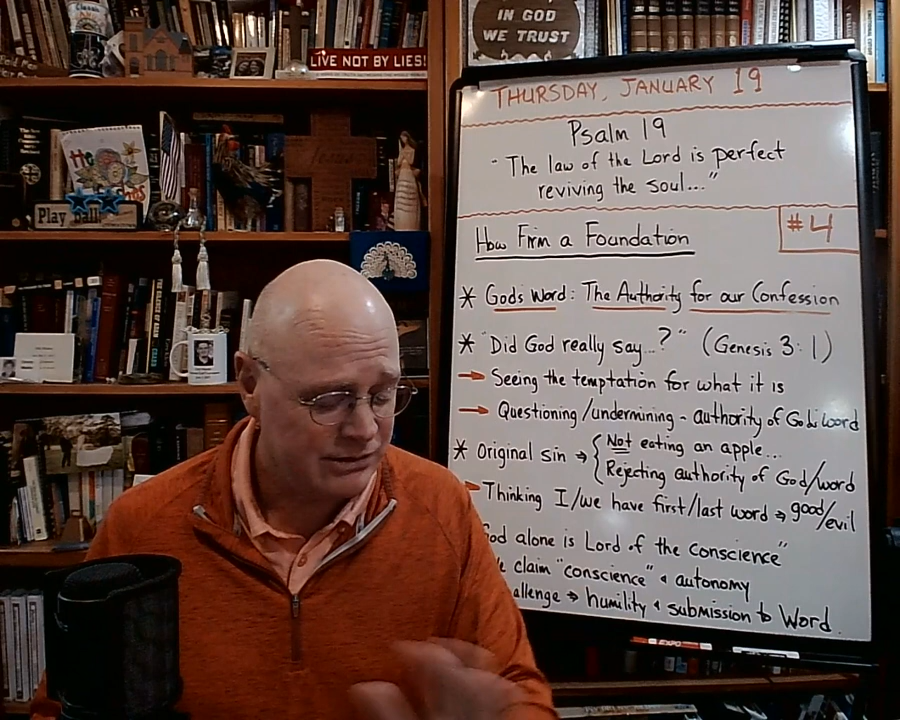 IN GOD
WE TRUST
LIVE NOT BY LIES!
Play Ball
THURSDAY, JANUARY 19
Psalm 19
"The law of the Lord is perfect
reviving the soul..."
How Firm a Foundation
#4
* Gods Word: The Authority for our Confession
* "Did God really say...?" (Genesis 3:1)
→ Seeing the temptation for what it is
→ Questioning/undermining - authority of God's word
* Original sin → { Not eating an apple...
Rejecting authority of God/word
→ Thinking I/we have first/last word → good/evil
God alone is Lord of the conscience"
claim "conscience" & autonomy
allenge → humility & submission to Word